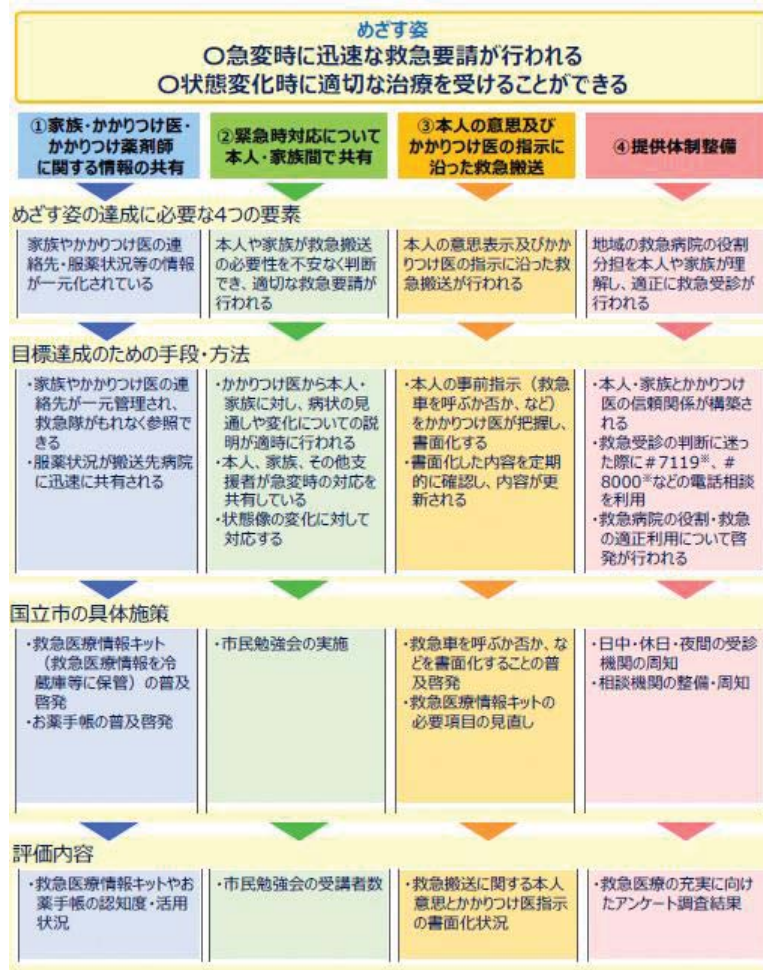 めざす姿
○急変時に迅速な救急要請が行われる
○状態変化時に適切な治療を受けることができる
①家族・かかりつけ医・
かかりつけ薬剤師
に関する情報の共有
②緊急時対応について
本人・家族間で共有
③本人の意思及び
かかりつけ医の指示に
沿った救急搬送
④提供体制整備
めざす姿の達成に必要な4つの要素
家族やかかりつけ医の連
絡先・服薬状況等の情報
が一元化されている
本人や家族が救急搬送
の必要性を不安なく判断
でき、適切な救急要請が
行われる
本人の意思表示及びかか
りつけ医の指示に沿った救
急搬送が行われる
地域の救急病院の役割
分担を本人や家族が理
解し、適正に救急受診が
行われる
目標達成のための手段・方法
・家族やかかりつけ医の連
絡先が一元管理され、
救急隊がもれなく参照で
きる
・服薬状況が搬送先病院
に迅速に共有される
・かかりつけ医から本人・
家族に対し、病状の見
通しや変化についての説
明が適時に行われる
・本人、家族、その他支
援者が急変時の対応を
共有している
・状態像の変化に対して
対応する
・本人の事前指示（救急
車を呼ぶか否か、など）
をかかりつけ医が把握し、
書面化する
・書面化した内容を定期
的に確認し、内容が更
新される
・本人・家族とかかりつけ
医の信頼関係が構築さ
れる
・救急受診の判断に迷っ
た際に＃7119※、＃
8000※などの電話相談
を利用
・救急病院の役割・救急
の適正利用について啓
発が行われる
国立市の具体施策
・救急医療情報キット
（救急医療情報を冷
蔵庫等に保管）の普及
啓発
・お薬手帳の普及啓発
・市民勉強会の実施
・救急車を呼ぶか否か、な
どを書面化することの普
及啓発
・救急医療情報キットの
必要項目の見直し
・日中・休日・夜間の受診
機関の周知
・相談機関の整備・周知
評価内容
・救急医療情報キットやお
薬手帳の認知度・活用
状況
・市民勉強会の受講者数
・救急搬送に関する本人
意思とかかりつけ医指示
の書面化状況
・救急医療の充実に向け
たアンケート調査結果